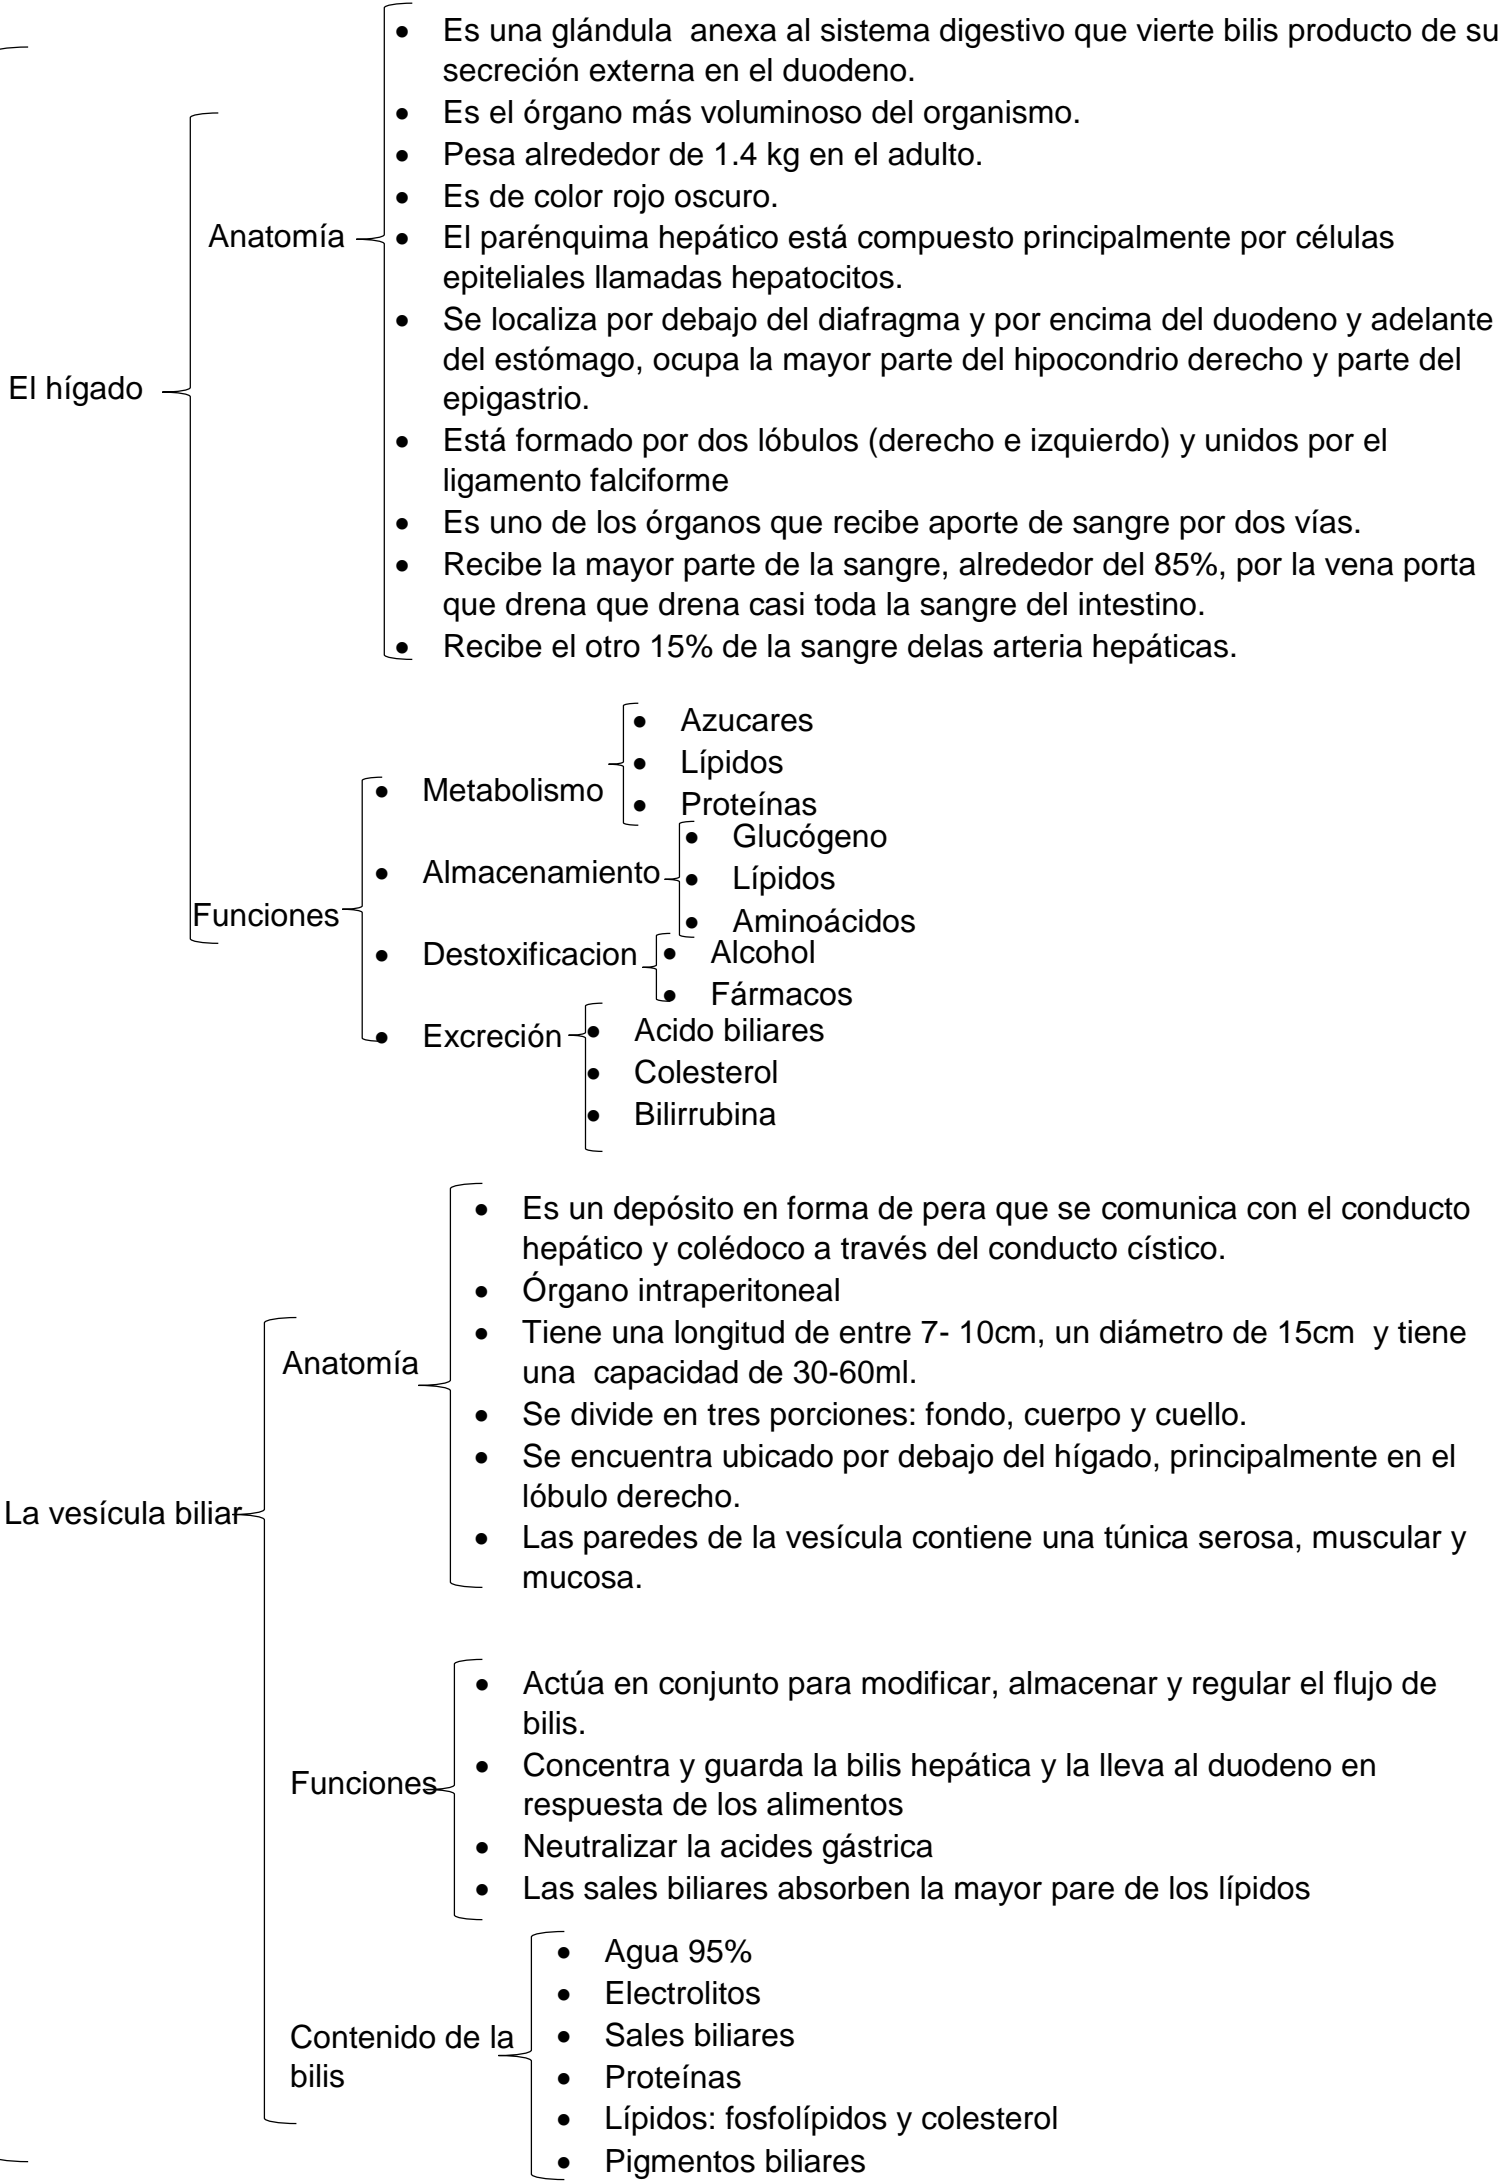 El hígado
Anatomía
• Es una glándula  anexa al sistema digestivo que vierte bilis producto de su
secreción externa en el duodeno.
• Es el órgano más voluminoso del organismo.
• Pesa alrededor de 1.4 kg en el adulto.
• Es de color rojo oscuro.
• El parénquima hepático está compuesto principalmente por células
epiteliales llamadas hepatocitos.
• Se localiza por debajo del diafragma y por encima del duodeno y adelante
del estómago, ocupa la mayor parte del hipocondrio derecho y parte del
epigastrio.
• Está formado por dos lóbulos (derecho e izquierdo) y unidos por el
ligamento falciforme
• Es uno de los órganos que recibe aporte de sangre por dos vías.
• Recibe la mayor parte de la sangre, alrededor del 85%, por la vena porta
que drena que drena casi toda la sangre del intestino.
• Recibe el otro 15% de la sangre delas arteria hepáticas.
Funciones
• Metabolismo
• Azucares
• Lípidos
• Proteínas
• Almacenamiento
• Glucógeno
• Lípidos
• Aminoácidos
• Destoxificacion
• Alcohol
• Fármacos
• Excreción
• Acido biliares
• Colesterol
• Bilirrubina
La vesícula biliar
Anatomía
• Es un depósito en forma de pera que se comunica con el conducto
hepático y colédoco a través del conducto cístico.
• Órgano intraperitoneal
• Tiene una longitud de entre 7- 10cm, un diámetro de 15cm  y tiene
una  capacidad de 30-60ml.
• Se divide en tres porciones: fondo, cuerpo y cuello.
• Se encuentra ubicado por debajo del hígado, principalmente en el
lóbulo derecho.
• Las paredes de la vesícula contiene una túnica serosa, muscular y
mucosa.
Funciones
• Actúa en conjunto para modificar, almacenar y regular el flujo de
bilis.
• Concentra y guarda la bilis hepática y la lleva al duodeno en
respuesta de los alimentos
• Neutralizar la acides gástrica
• Las sales biliares absorben la mayor pare de los lípidos
Contenido de la
bilis
• Agua 95%
• Electrolitos
• Sales biliares
• Proteínas
• Lípidos: fosfolípidos y colesterol
• Pigmentos biliares